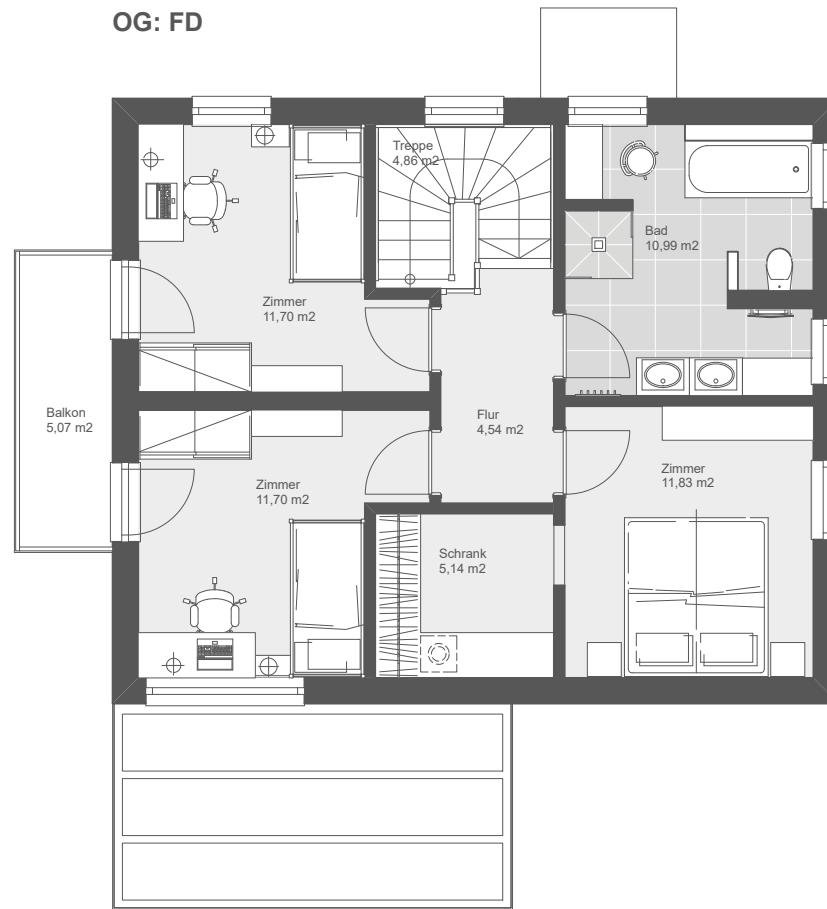 OG: FD
Treppe
4,86 m2
Bad
10,99 m2
Zimmer
11,70 m2
Balkon
5,07 m2
Flur
4,54 m2
Zimmer
11,70 m2
Zimmer
11,83 m2
Schrank
5,14 m2